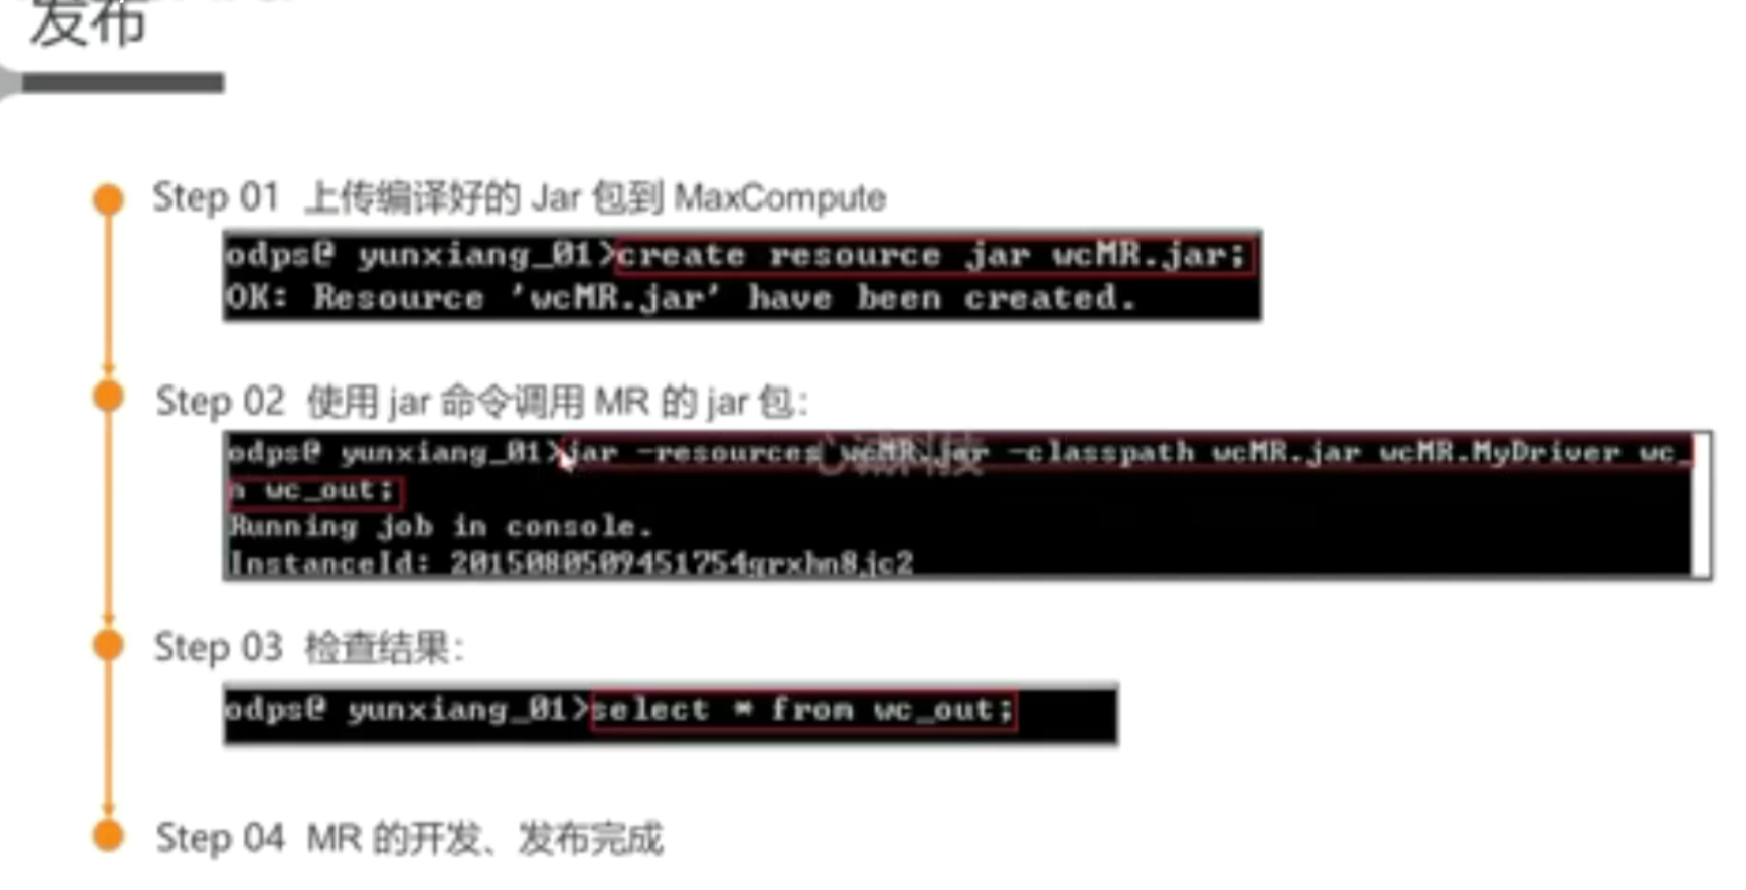 发布
Step 01 上传编译好的 Jar 包到 MaxCompute
odps@ yunxiang_01>create resource jar wcMR.jar;
OK: Resource 'wcMR.jar' have been created.
Step 02 使用 jar 命令调用 MR 的 jar 包：
odps@ yunxiang_01>jar -resources wcMR.jar -classpath wcMR.jar wcMR.MyDriver wc_
n wc_out;
Running job in console.
InstanceId: 2015080509451754grxhn8jc2
Step 03 检查结果：
odps@ yunxiang_01>select * from wc_out;
Step 04 MR 的开发、发布完成